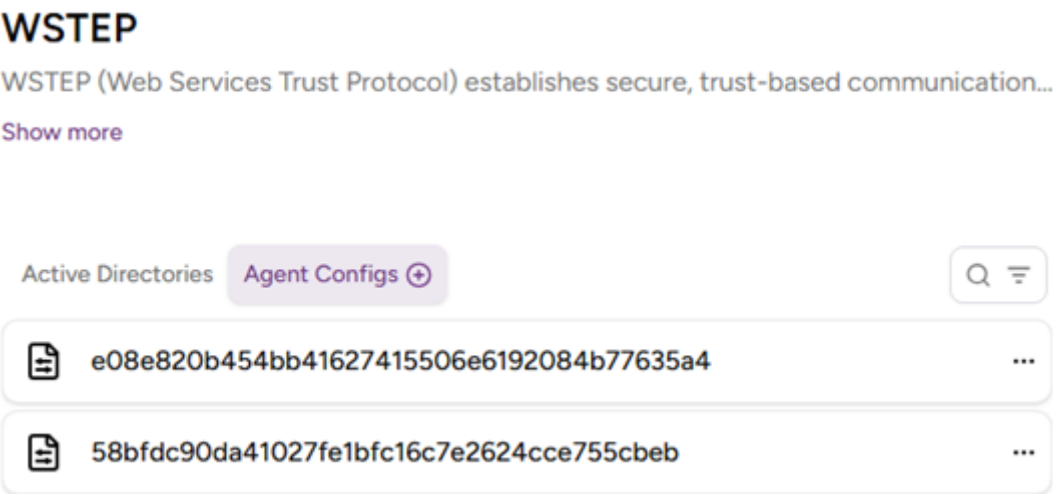 WSTEP
WSTEP (Web Services Trust Protocol) establishes secure, trust-based communication...
Show more
Active Directories Agent Configs
e08e820b454bb41627415506e6192084b77635a4
58bfdc90da41027fe1bfc16c7e2624cce755cbeb